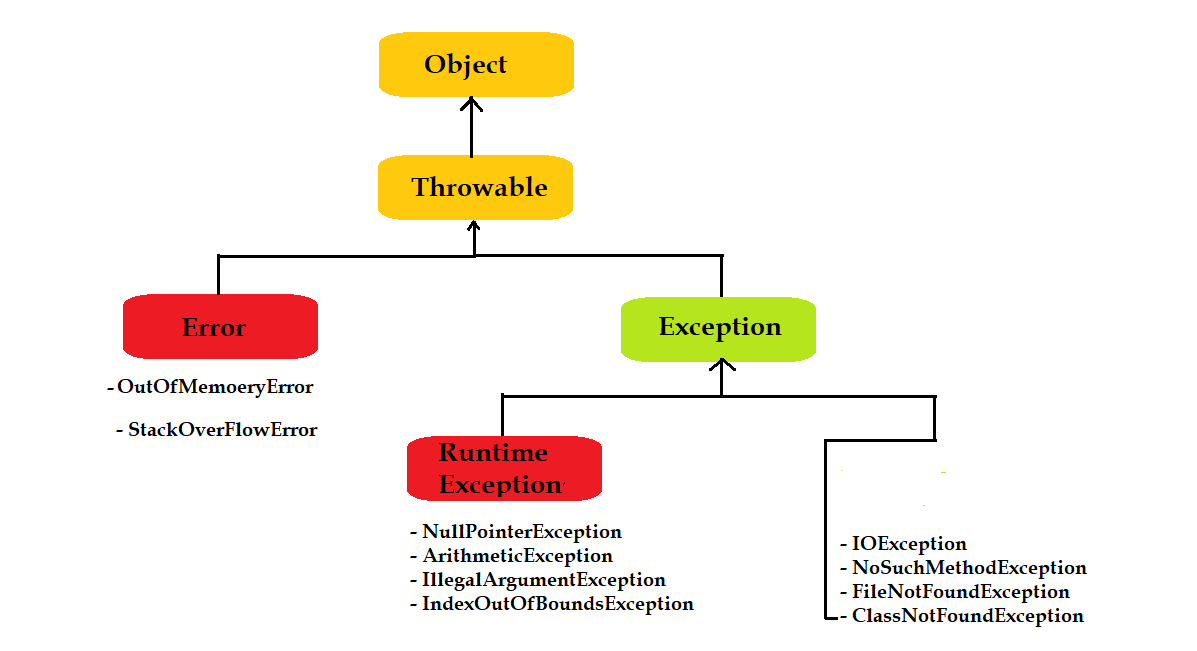 Object
Throwable
Error
Exception
- OutOfMemoeryError
- StackOverFlowError
Runtime
Exception
- NullPointerException
- ArithmeticException
- IllegalArgumentException
- IndexOutOfBoundsException
- IOException
- NoSuchMethodException
- FileNotFoundException
- ClassNotFoundException